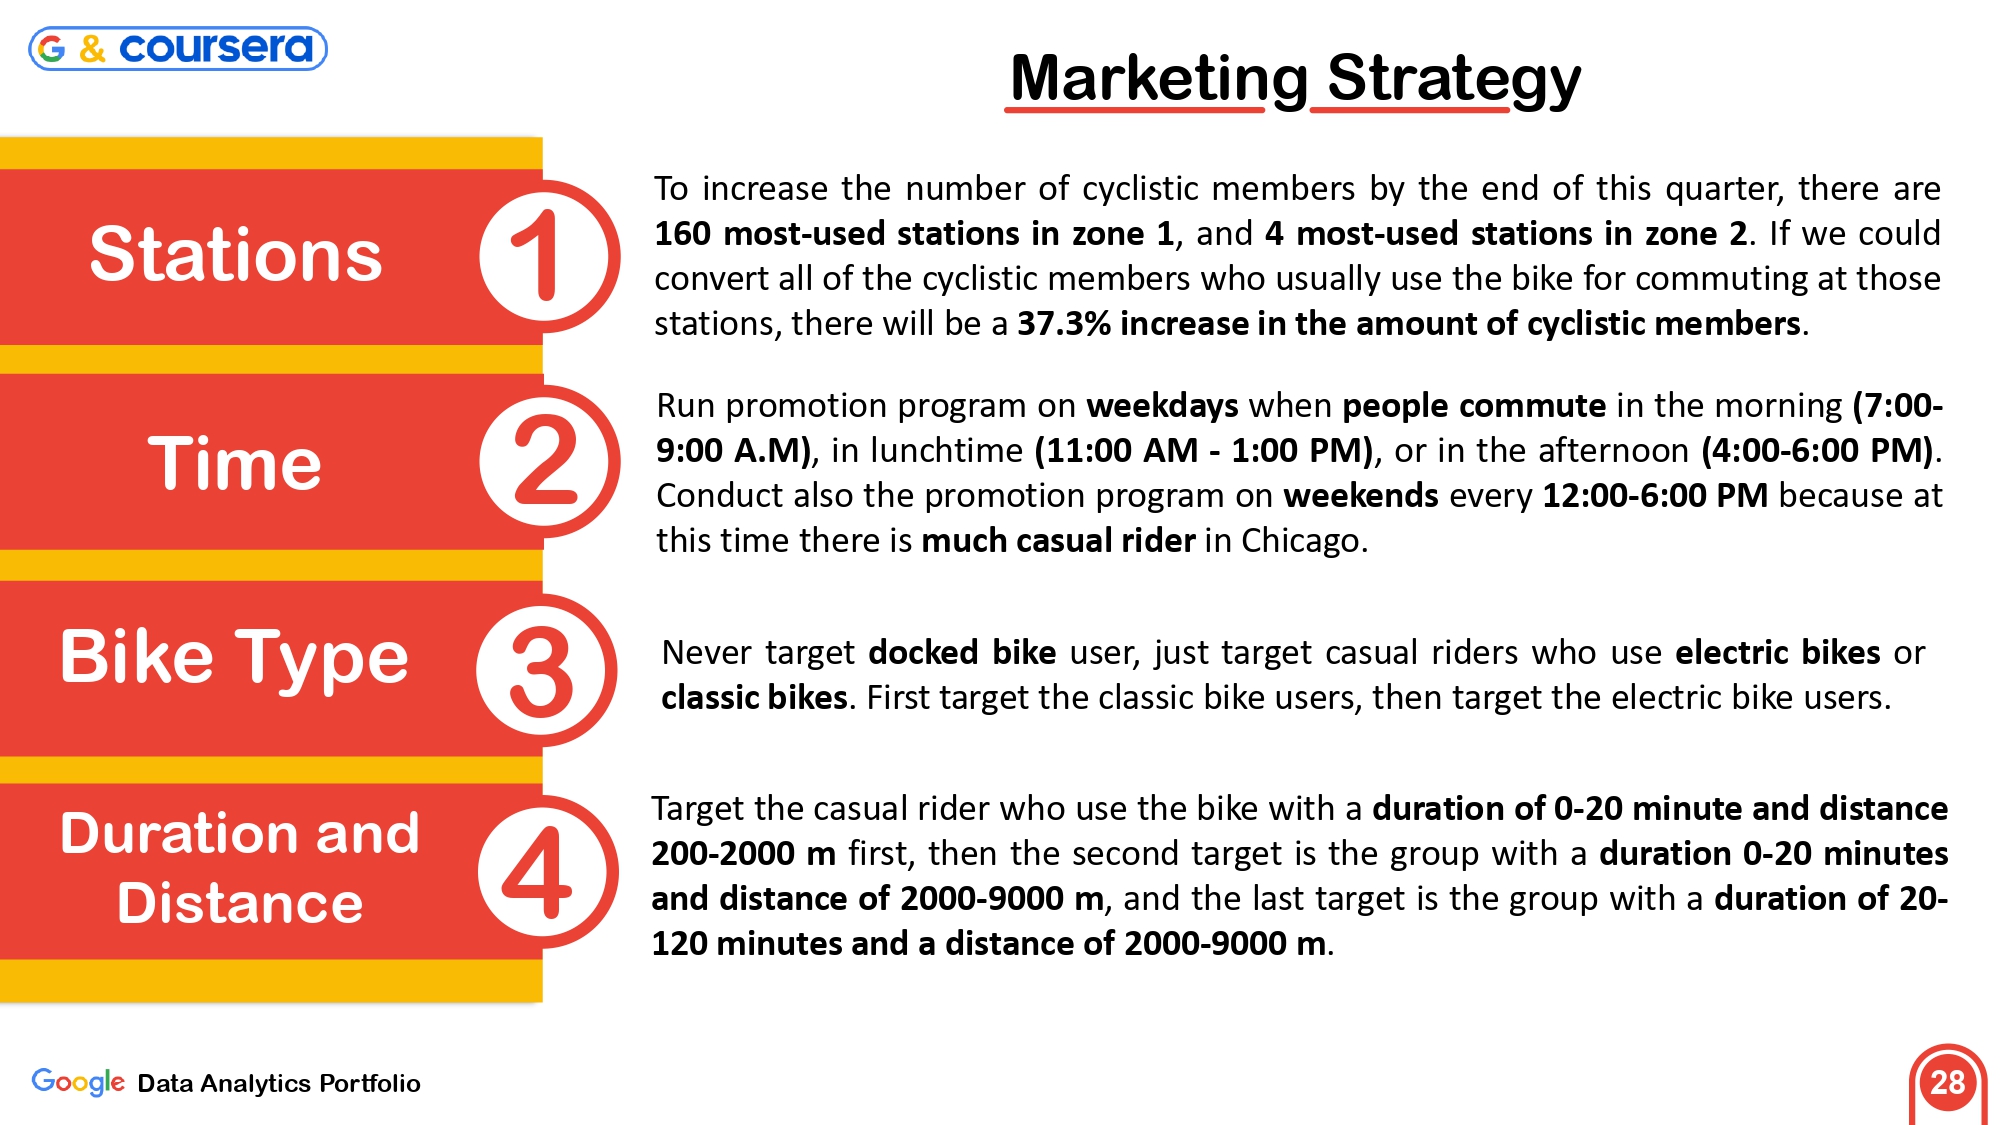 G & coursera
Marketing Strategy
Stations
1
To increase the number of cyclistic members by the end of this quarter, there are
160 most-used stations in zone 1, and 4 most-used stations in zone 2. If we could
convert all of the cyclistic members who usually use the bike for commuting at those
stations, there will be a 37.3% increase in the amount of cyclistic members.
Time
2
Run promotion program on weekdays when people commute in the morning (7:00-
9:00 A.M), in lunchtime (11:00 AM - 1:00 PM), or in the afternoon (4:00-6:00 PM).
Conduct also the promotion program on weekends every 12:00-6:00 PM because at
this time there is much casual rider in Chicago.
Bike Type
3
Never target docked bike user, just target casual riders who use electric bikes or
classic bikes. First target the classic bike users, then target the electric bike users.
Duration and
Distance
4
Target the casual rider who use the bike with a duration of 0-20 minute and distance
200-2000 m first, then the second target is the group with a duration 0-20 minutes
and distance of 2000-9000 m, and the last target is the group with a duration of 20-
120 minutes and a distance of 2000-9000 m.
Google Data Analytics Portfolio
28